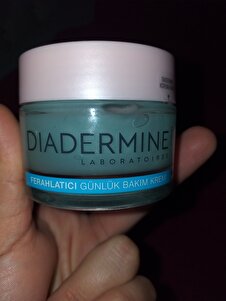 DIADERMINE
LABORATOIRES
FERAHLATICI GÜNLÜK BAKIM KREMİ